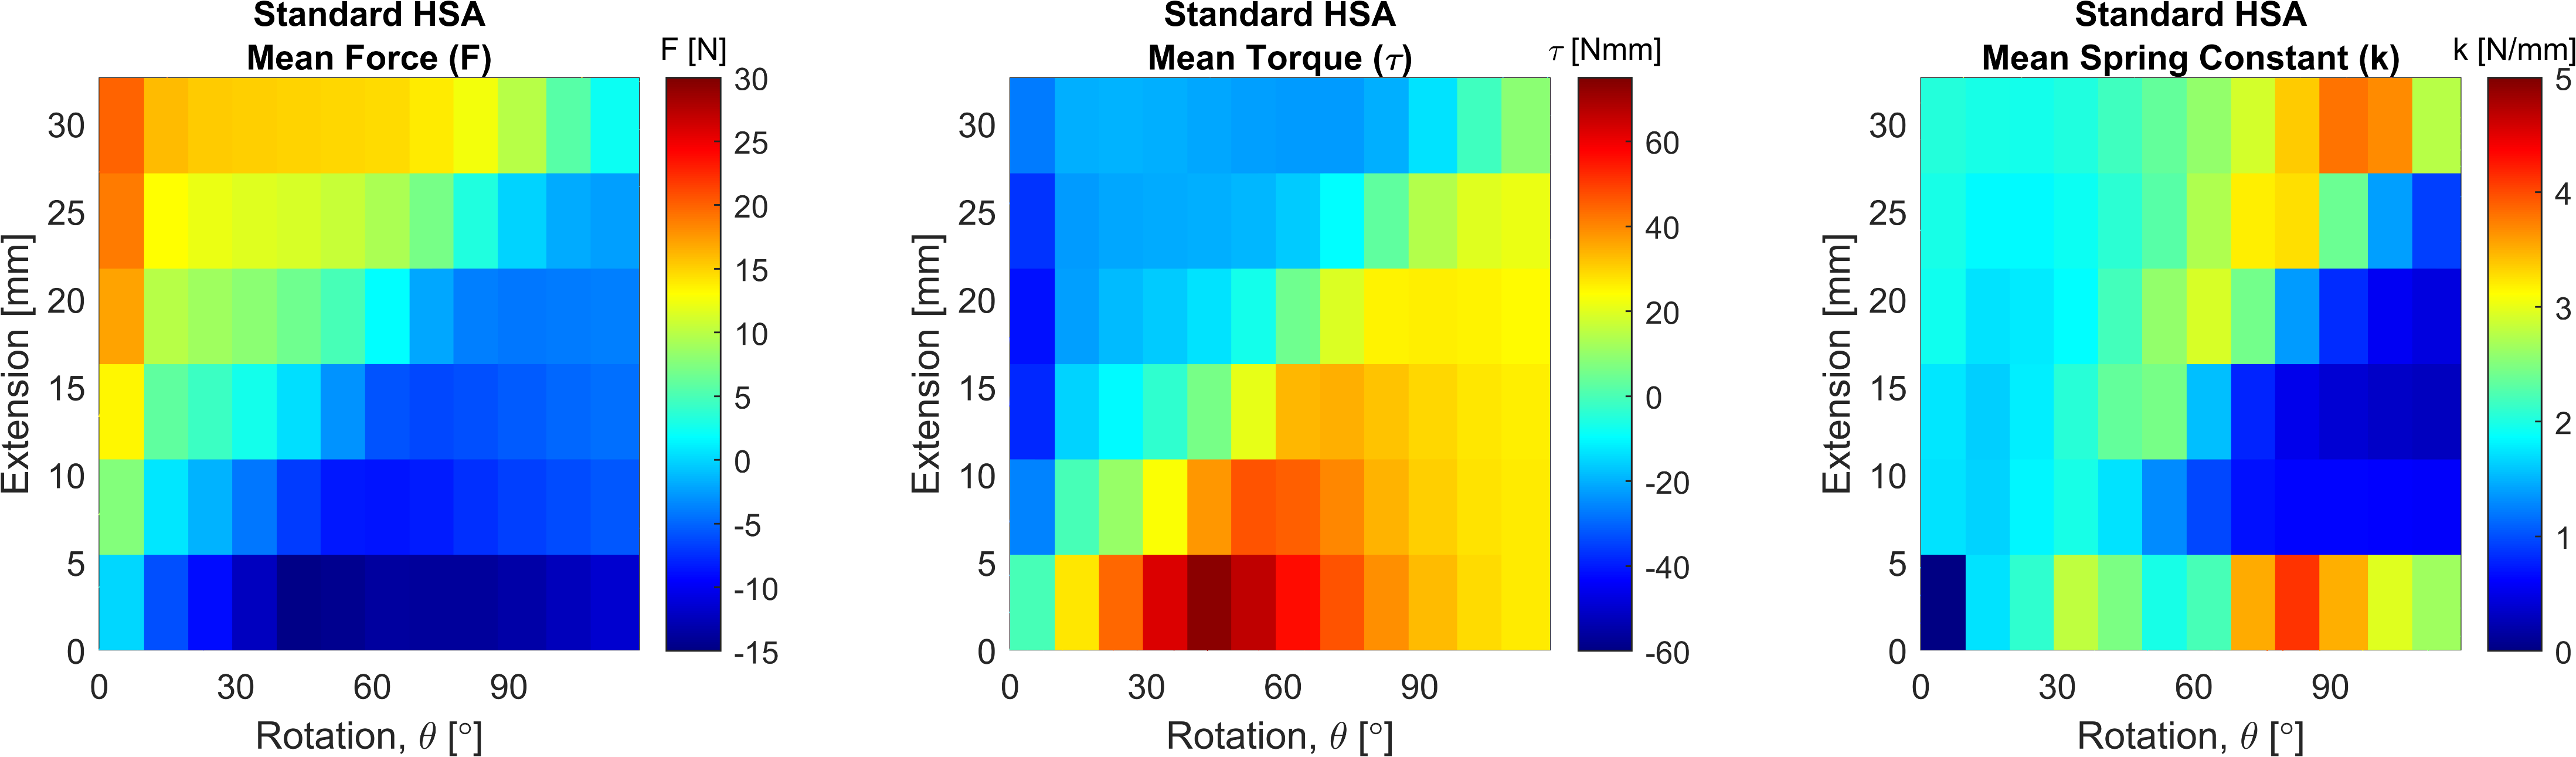 Standard HSA
Mean Force (F)
F [N]
30
25
20
15
10
5
0
-5
-10
-15
30
25
20
15
10
5
0
Extension [mm]
0 30 60 90
Rotation, θ [°]
Standard HSA
Mean Torque (τ)
τ [Nmm]
60
40
20
0
-20
-40
-60
30
25
20
15
10
5
0
Extension [mm]
0 30 60 90
Rotation, θ [°]
Standard HSA
Mean Spring Constant (k)
k [N/mm]
5
4
3
2
1
0
30
25
20
15
10
5
0
Extension [mm]
0 30 60 90
Rotation, θ [°]